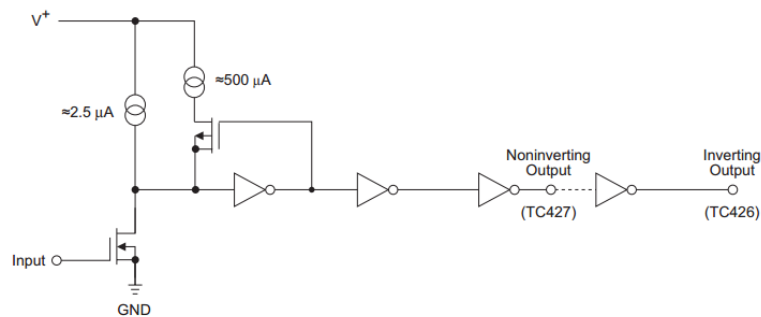 V+
≈500 µA
≈2.5 µA
Noninverting
Output
(TC427)
Inverting
Output
(TC426)
Input
GND